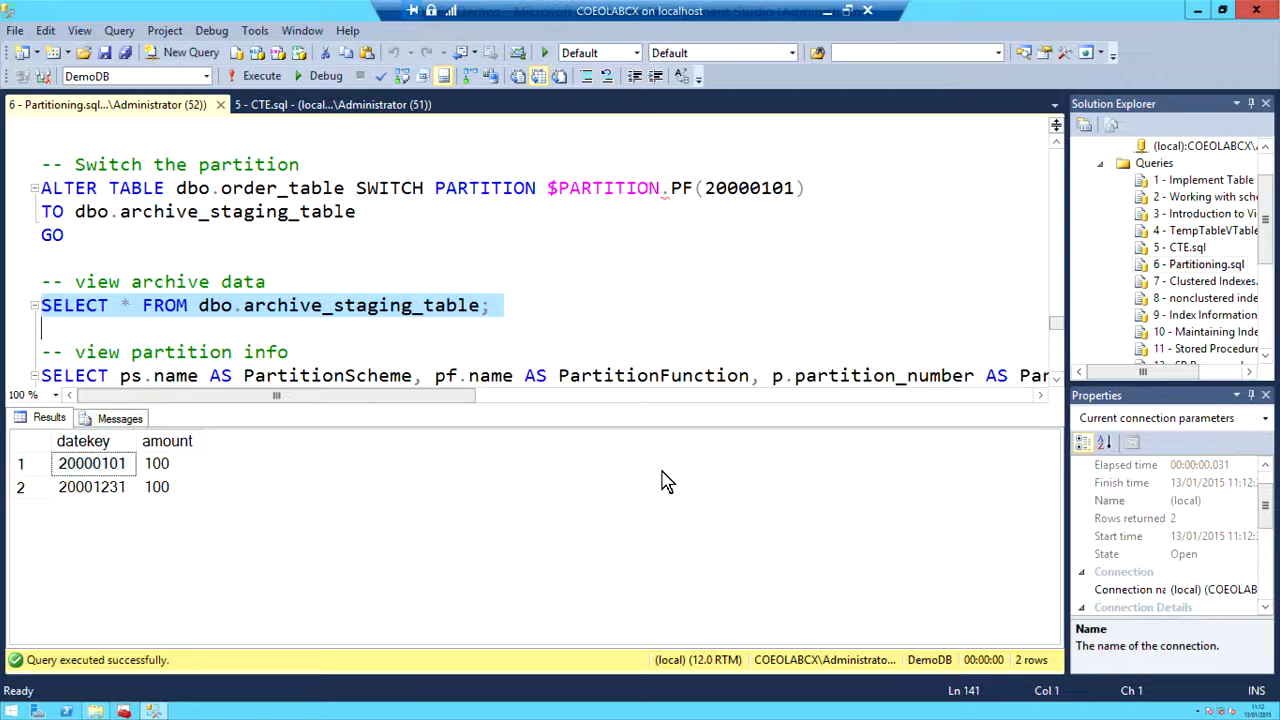 COEOLABCX on localhost
File Edit View Query Project Debug Tools Window Help
New Query Default Default
DemoDB Execute Debug
6 - Partitioning.sql...\Administrator (52)) 5 - CTE.sql - (local...\Administrator (51))
-- Switch the partition
ALTER TABLE dbo.order_table SWITCH PARTITION $PARTITION.PF(20000101)
TO dbo.archive_staging_table
GO
-- view archive data
SELECT * FROM dbo.archive_staging_table;
-- view partition info
SELECT ps.name AS PartitionScheme, pf.name AS PartitionFunction, p.partition_number AS Par
100 %
Results Messages
datekey amount
1 20000101 100
2 20001231 100
Query executed successfully. (local) (12.0 RTM) COEOLABCX\Administrato... DemoDB 00:00:00 2 rows
Ready Ln 141 Col 1 Ch 1 INS
Solution Explorer
(local):COEOLABCX\
Queries
1 - Implement Table
2 - Working with sche
3 - Introduction to Vi
4 - TempTableVTable
5 - CTE.sql
6 - Partitioning.sql
7 - Clustered Indexes.
8 - nonclustered inde
9 - Index Information
10 - Maintaining Inde
11 - Stored Procedure
Properties
Current connection parameters
Elapsed time 00:00:00.031
Finish time 13/01/2015 11:12:
Name (local)
Rows returned 2
Start time 13/01/2015 11:12:
State Open
Connection
Connection na (local) (COEOLAB
Connection Details
Name
The name of the connection.
11:12
13/01/2015